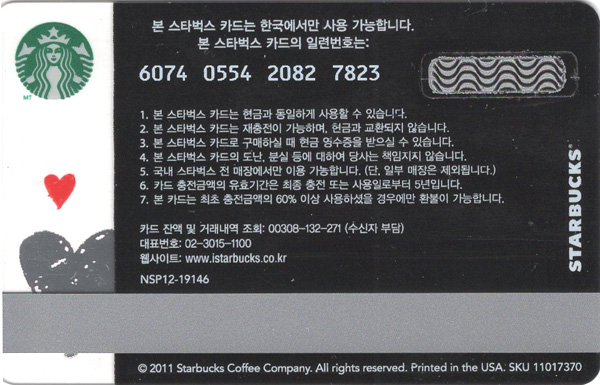 본 스타벅스 카드는 한국에서만 사용 가능합니다.
본 스타벅스 카드의 일련번호는:
6074 0554 2082 7823
1. 본 스타벅스 카드는 현금과 동일하게 사용할 수 있습니다.
2. 본 스타벅스 카드는 재충전이 가능하며, 현금과 교환되지 않습니다.
3. 본 스타벅스 카드로 구매하실 때 현금 영수증을 받으실 수 있습니다.
4. 본 스타벅스 카드의 도난, 분실 등에 대하여 당사는 책임지지 않습니다.
5. 국내 스타벅스 전 매장에서만 이용 가능합니다. (단, 일부 매장은 제외됩니다.)
6. 카드 충전금액의 유효기간은 최종 충전 또는 사용일로부터 5년입니다.
7. 본 카드는 최초 충전금액의 60% 이상 사용하셨을 경우에만 환불이 가능합니다.
카드 잔액 및 거래내역 조회: 00308-132-271 (수신자 부담)
대표번호: 02-3015-1100
웹사이트: www.istarbucks.co.kr
NSP12-19146
STARBUCKS®
MT
© 2011 Starbucks Coffee Company. All rights reserved. Printed in the USA. SKU 11017370